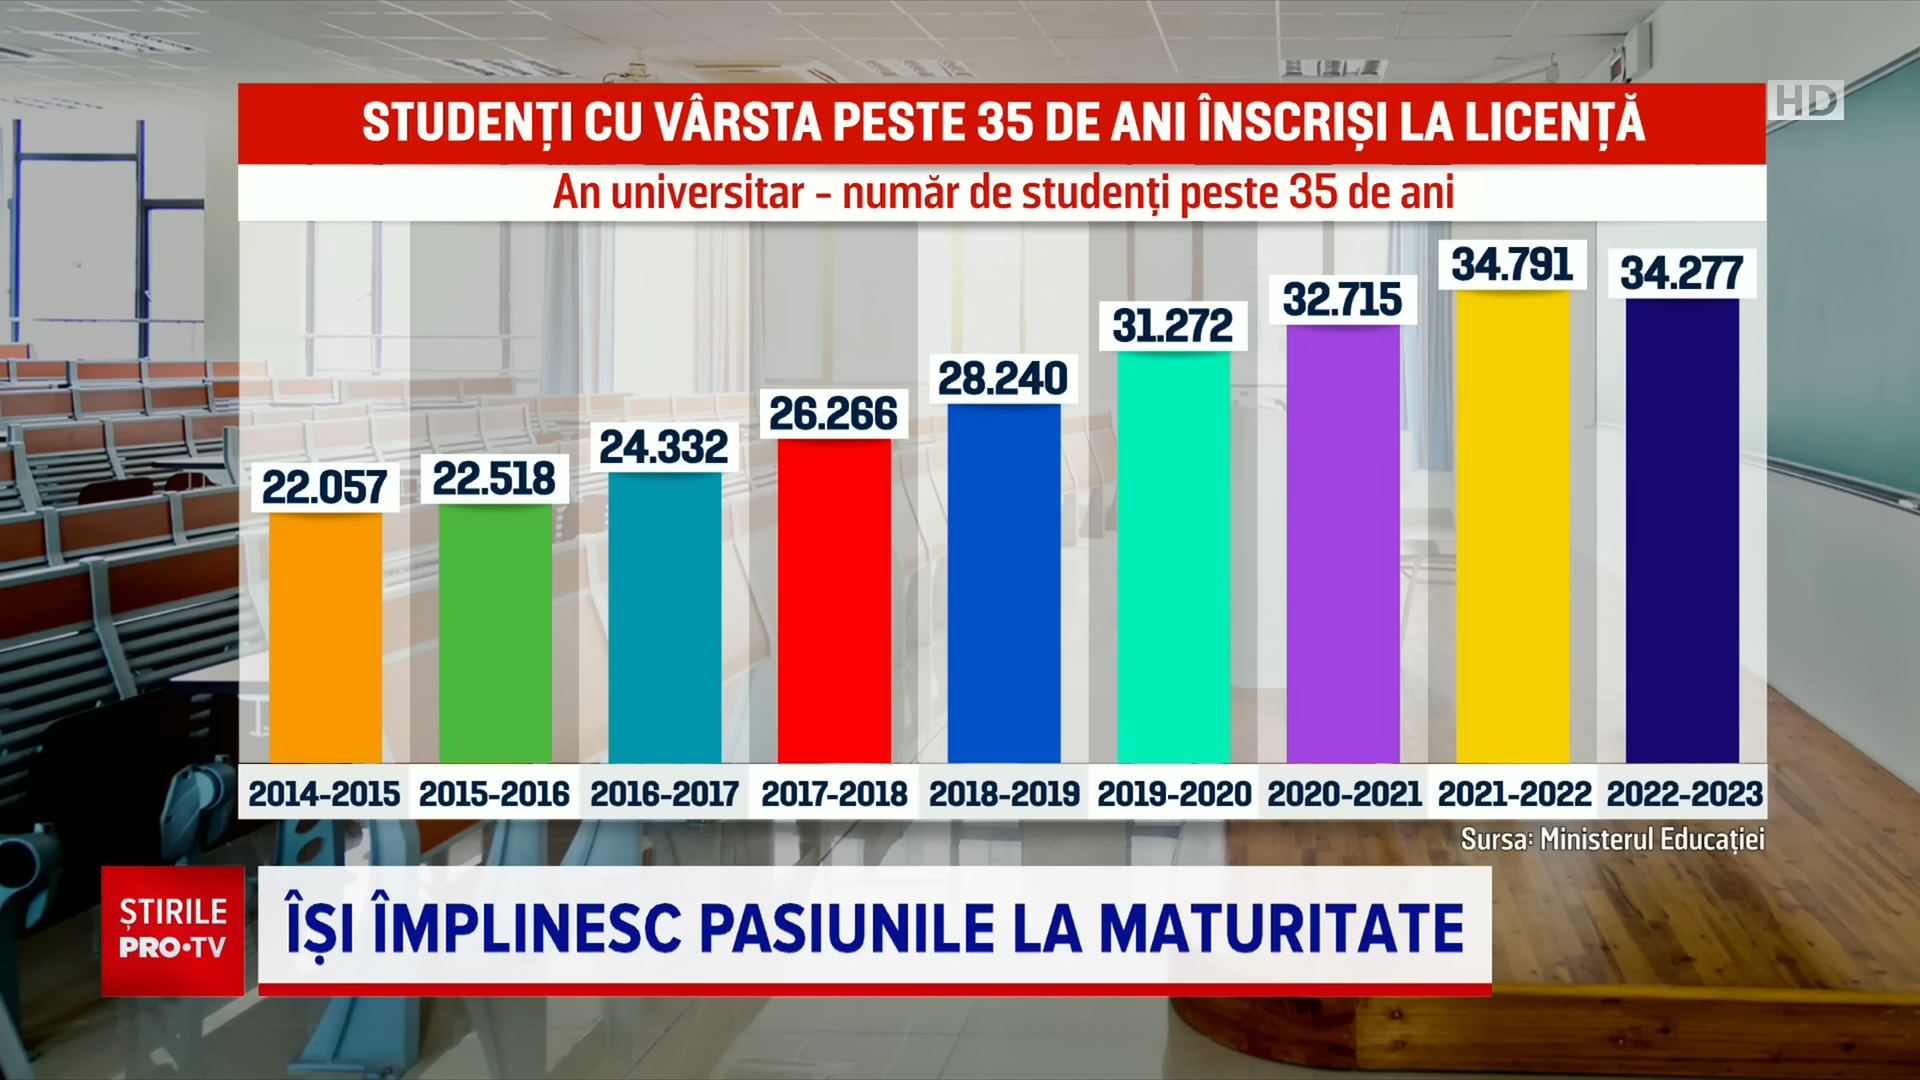 HD
STUDENȚI CU VÂRSTA PESTE 35 DE ANI ÎNSCRIȘI LA LICENȚĂ
An universitar - număr de studenți peste 35 de ani
22.057
22.518
24.332
26.266
28.240
31.272
32.715
34.791
34.277
2014-2015 2015-2016 2016-2017 2017-2018 2018-2019 2019-2020 2020-2021 2021-2022 2022-2023
Sursa: Ministerul Educației
ȘTIRILE
PRO•TV
ÎȘI ÎMPLINESC PASIUNILE LA MATURITATE